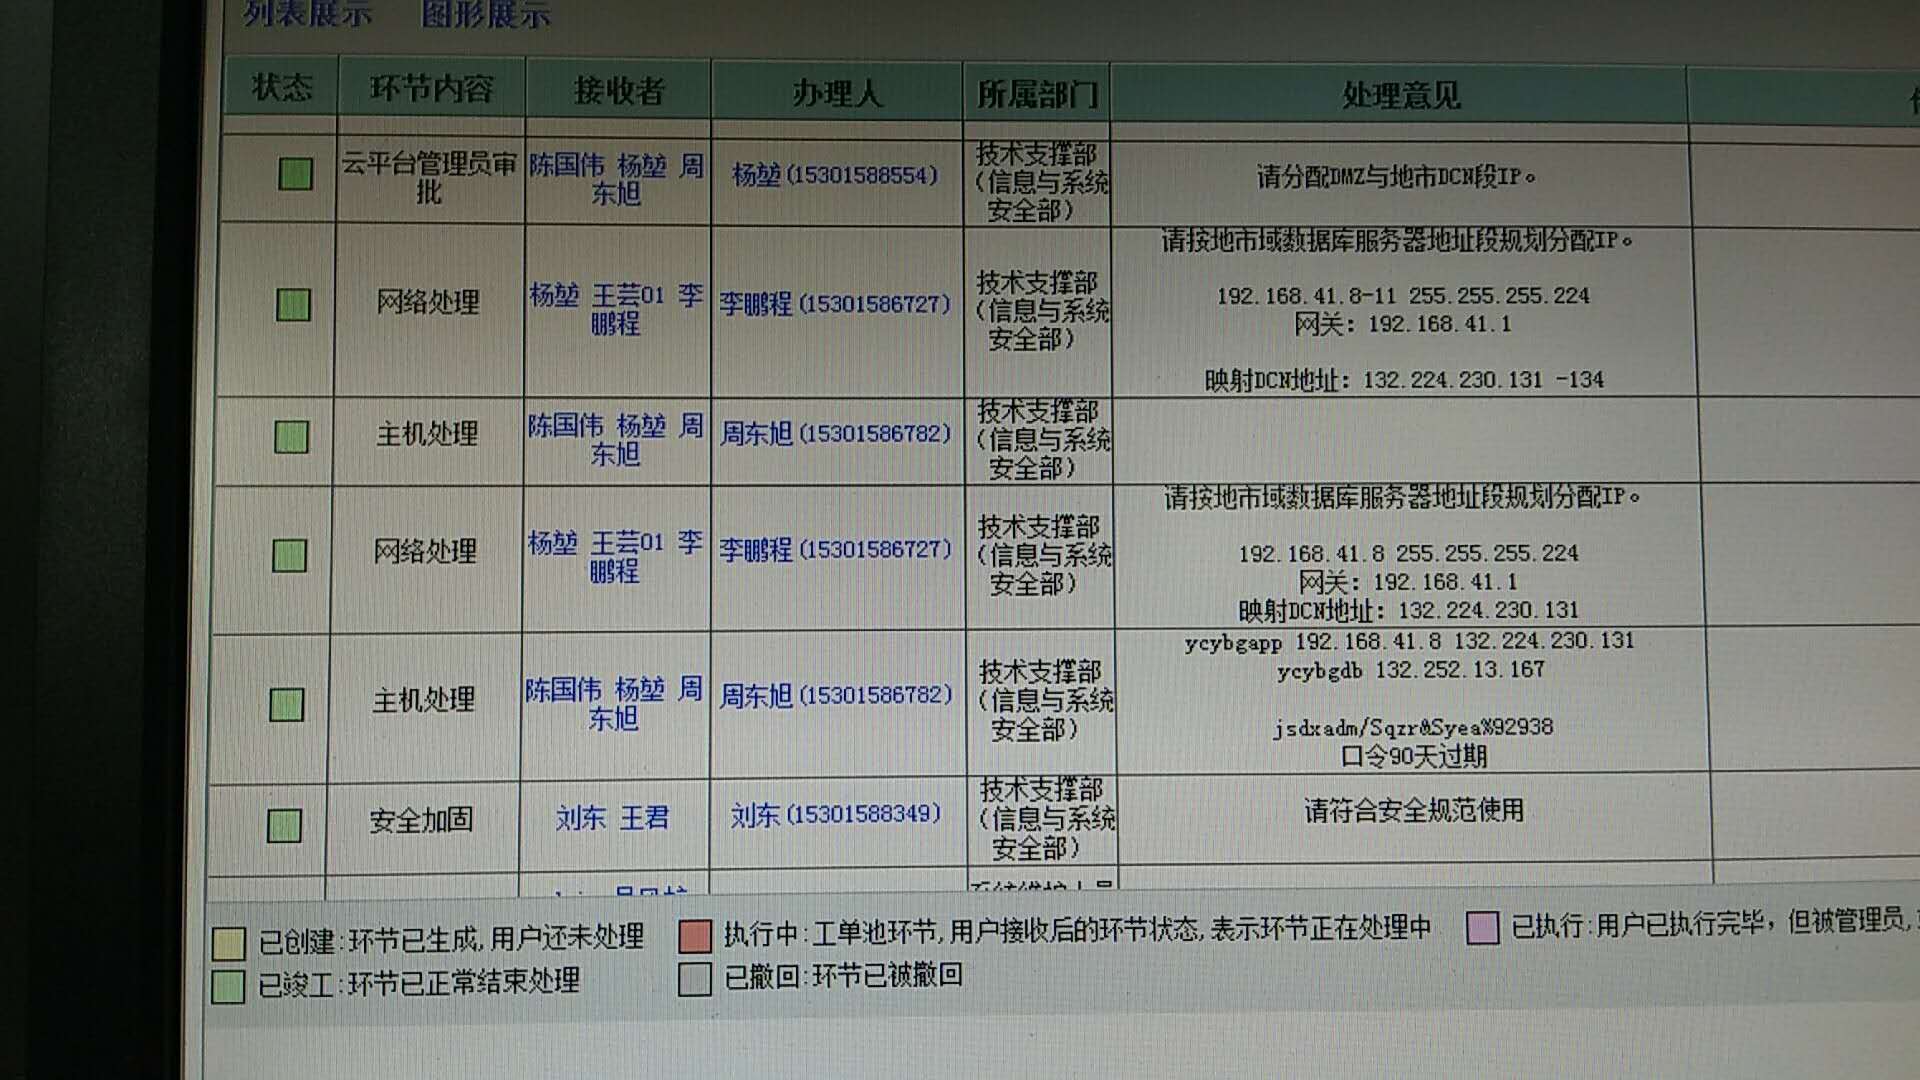 列表展示 图形展示
状态 环节内容 接收者 办理人 所属部门 处理意见
云平台管理员审
批
陈国伟 杨堃 周
东旭
杨堃(15301588554)
技术支撑部
(信息与系统
安全部)
请分配DMZ与地市DCN段IP。
网络处理
杨堃 王芸01 李
鹏程
李鹏程(15301586727)
技术支撑部
(信息与系统
安全部)
请按地市域数据库服务器地址段规划分配IP。
192.168.41.8-11 255.255.255.224
网关: 192.168.41.1
映射DCN地址: 132.224.230.131 -134
主机处理
陈国伟 杨堃 周
东旭
周东旭(15301586782)
技术支撑部
(信息与系统
安全部)
网络处理
杨堃 王芸01 李
鹏程
李鹏程(15301586727)
技术支撑部
(信息与系统
安全部)
请按地市域数据库服务器地址段规划分配IP。
192.168.41.8 255.255.255.224
网关: 192.168.41.1
映射DCN地址: 132.224.230.131
主机处理
陈国伟 杨堃 周
东旭
周东旭(15301586782)
技术支撑部
(信息与系统
安全部)
ycybgapp 192.168.41.8 132.224.230.131
ycybgdb 132.252.13.167
jsdxadm/Sqzr&Syea%92938
口令90天过期
安全加固
刘东 王君
刘东(15301588349)
技术支撑部
(信息与系统
安全部)
请符合安全规范使用
已创建:环节已生成,用户还未处理 执行中:工单池环节,用户接收后的环节状态,表示环节正在处理中 已执行:用户已执行完毕,但被管理员,
已竣工:环节已正常结束处理 已撤回:环节已被撤回